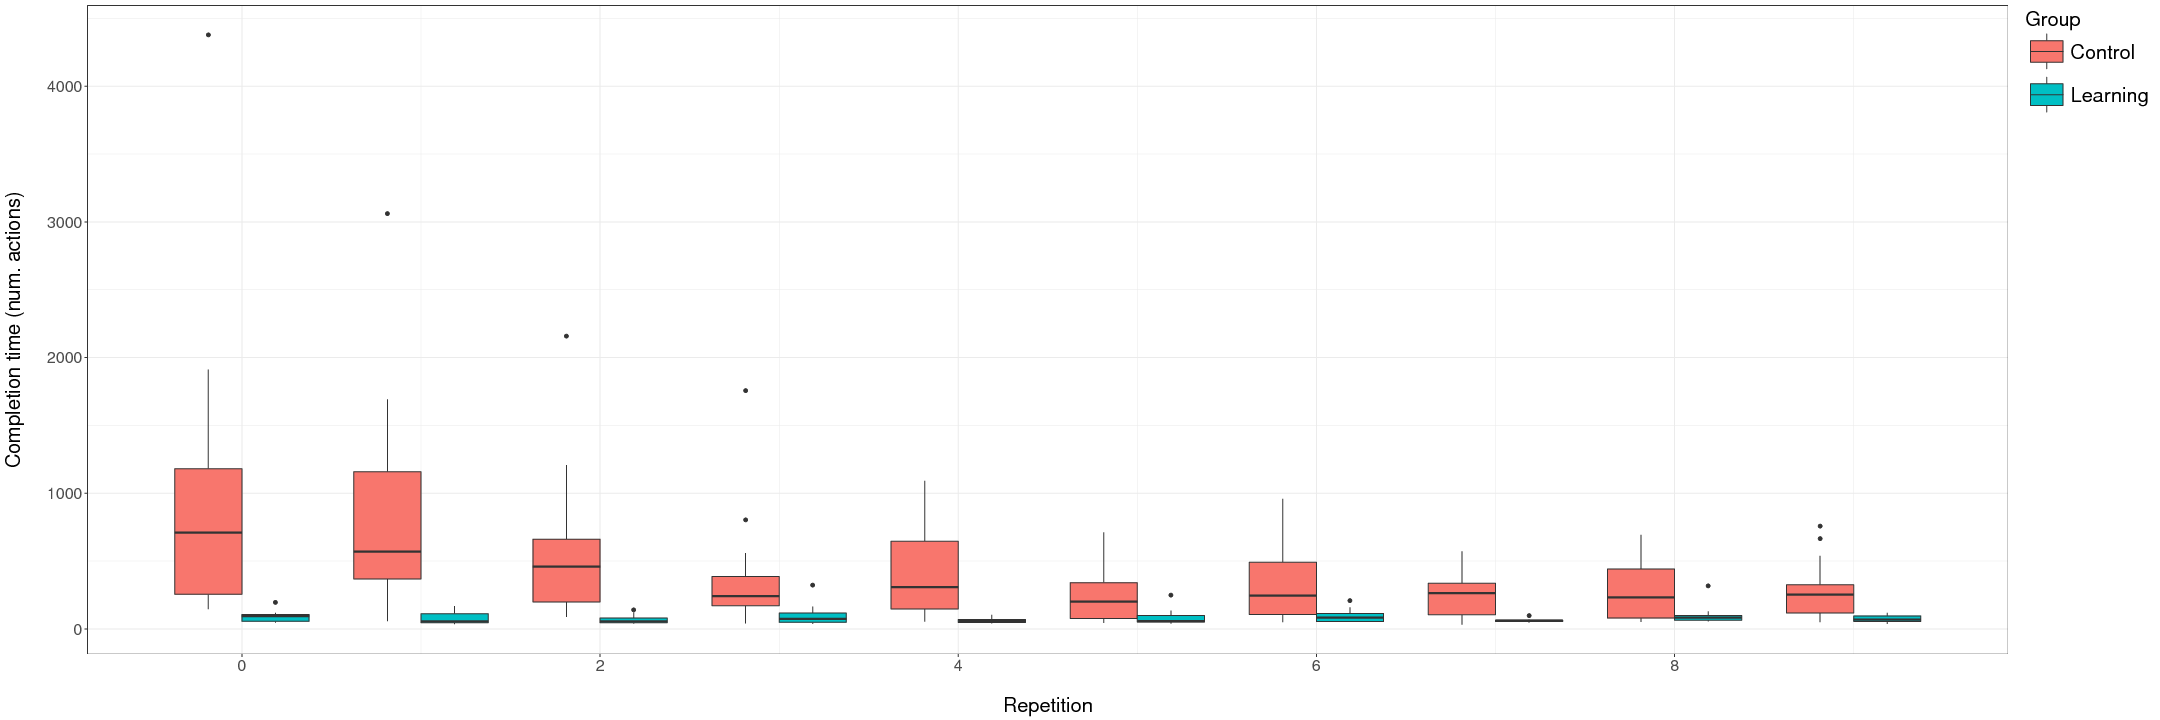 Group
Control
Learning
Completion time (num. actions)
4000
3000
2000
1000
0
0 2 4 6 8
Repetition